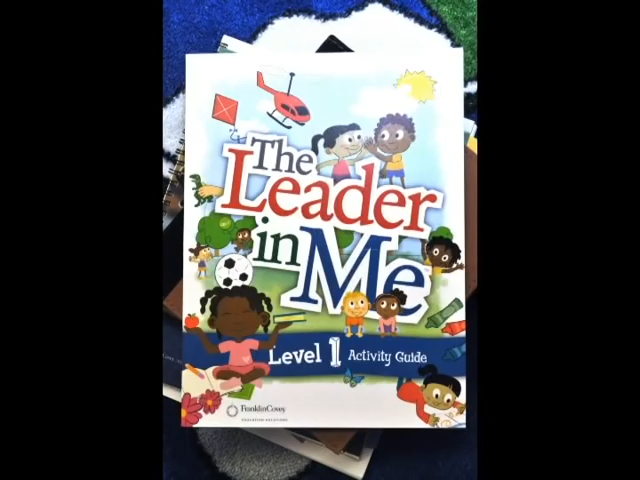 The
Leader
in Me
Level 1 Activity Guide
FranklinCovey